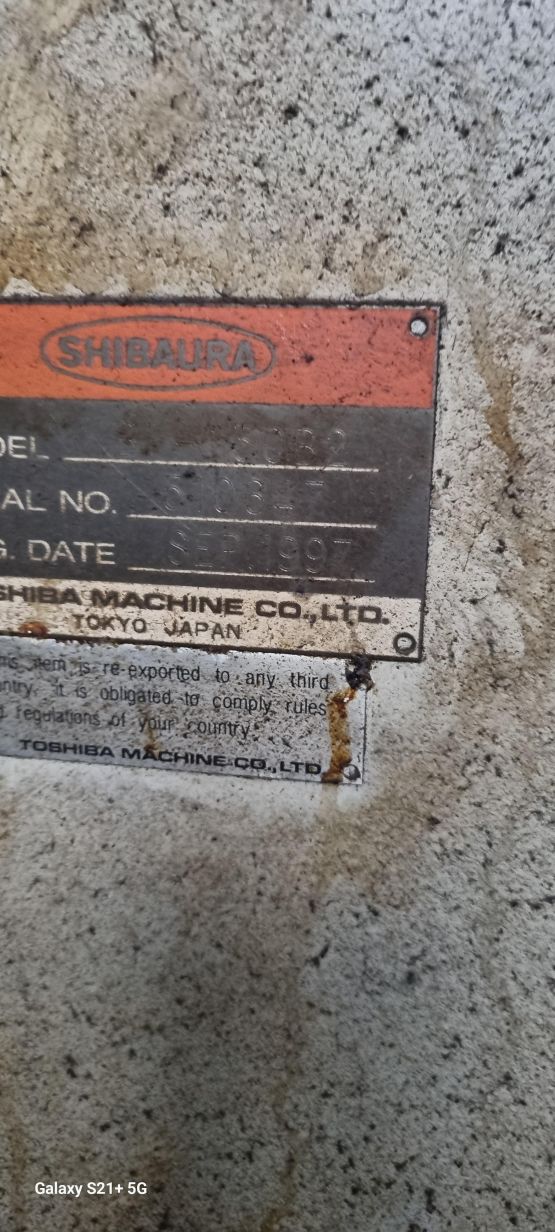 SHIBAURA
DEL
AL NO.
G. DATE SEP.1997
SHIBA MACHINE CO.,LTD.
TOKYO JAPAN
item is re-exported to any third
ntry, it is obligated to comply rules
regulations of your country.
TOSHIBA MACHINE CO.,LTD.
Galaxy S21+ 5G